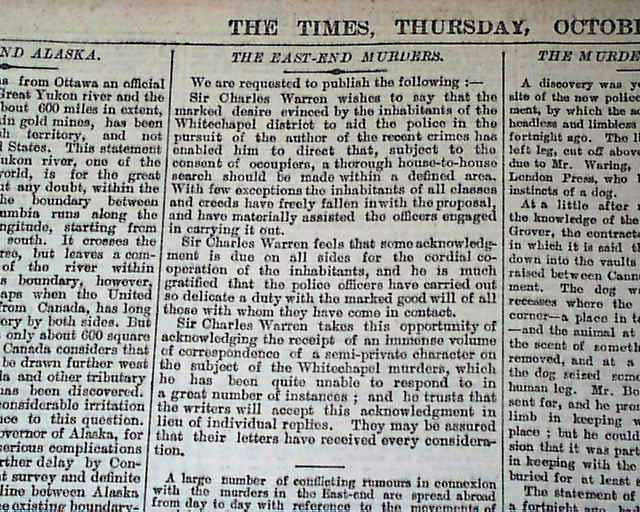 THE TIMES, THURSDAY, OCTOBE
ND ALASKA.
s from Ottawa an official
Great Yukon river and the
bout 600 miles in extent,
in gold mines, has been
h territory, and not
d States. This statement
ukon river, one of the
orld, is for the great
t any doubt, within the
he boundary between
umbia runs along the
ngitude, starting from
south. It crosses the
but leaves a com-
of the river within
s boundary, however,
aps when the United
from Canada, has long
ory by both sides. But
only about 600 square
Canada considers that
be drawn further west
a and other tributary
as been discovered.
onsiderable irritation
ce to this question.
vernor of Alaska, for
serious complications
rther delay by Con-
t survey and definite
line between Alaska
e existing boundary-
THE EAST-END MURDERS.
We are requested to publish the following :—
Sir Charles Warren wishes to say that the
marked desire evinced by the inhabitants of the
Whitechapel district to aid the police in the
pursuit of the author of the recent crimes has
enabled him to direct that, subject to the
consent of occupiers, a thorough house-to-house
search should be made within a defined area.
With few exceptions the inhabitants of all classes
and creeds have freely fallen in with the proposal,
and have materially assisted the officers engaged
in carrying it out.
Sir Charles Warren feels that some acknowledg-
ment is due on all sides for the cordial co-
operation of the inhabitants, and he is much
gratified that the police officers have carried out
so delicate a duty with the marked good will of all
those with whom they have come in contact.
Sir Charles Warren takes this opportunity of
acknowledging the receipt of an immense volume
of correspondence of a semi-private character on
the subject of the Whitechapel murders, which
he has been quite unable to respond to in
a great number of instances ; and he trusts that
the writers will accept this acknowledgment in
lieu of individual replies. They may be assured
that their letters have received every considera-
tion.
A large number of conflicting rumours in connexion
with the murders in the East-end are spread abroad
from day to day with reference to the movements of
THE MURDE
A discovery was y
site of the new police
ment, by which the s
headless and limbless
fortnight ago. The l
left leg, cut off above
due to Mr. Waring,
London Press, who
instincts of a dog.
At a little after
the knowledge of the
Grover, the contract
in which it is said t
down into the vaults
raised between Cann
ment. The dog w
recesses where the
corner—a place in t
—and the animal at
the scent of someth
removed, and at a
the dog seized some
human leg. Mr. Bo
sent for, and he pro
limb in keeping w
place ; but he could
sion that it was part
in keeping with the
buried for at least s
The statement of
a fortnight ago